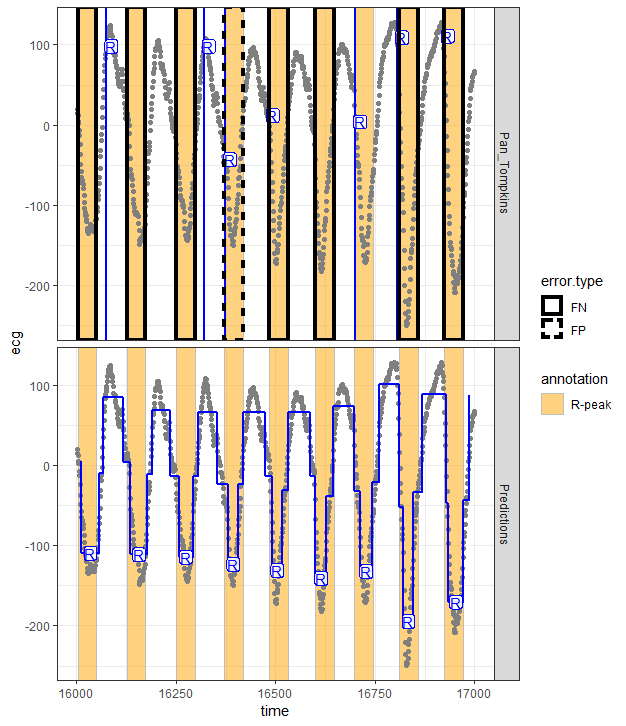 100
0
-100
-200
R
R
R
R
R
R
R
Pan_Tompkins
ecg
100
0
-100
-200
R
R
R
R
R
R
R
R
R
Predictions
16000
16250
16500
16750
17000
time
error.type
FN
FP
annotation
R-peak